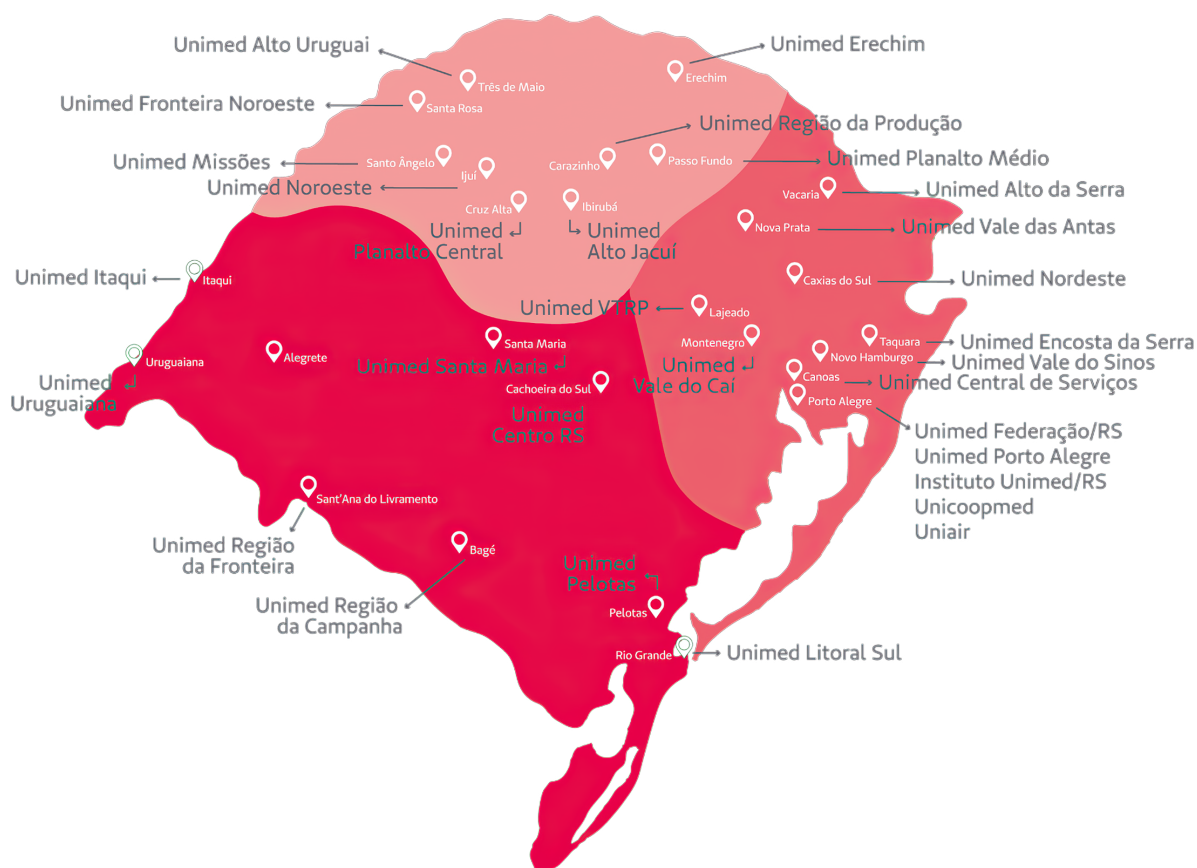 Unimed Alto Uruguai
Unimed Erechim
Três de Maio
Erechim
Unimed Fronteira Noroeste
Santa Rosa
Unimed Região da Produção
Unimed Missões
Santo Ângelo
Ijuí
Carazinho
Passo Fundo
Unimed Planalto Médio
Unimed Noroeste
Vacaria
Unimed Alto da Serra
Cruz Alta
Ibirubá
Unimed
Planalto Central
Unimed
Alto Jacuí
Nova Prata
Unimed Vale das Antas
Unimed Itaqui
Itaqui
Caxias do Sul
Unimed Nordeste
Unimed VTRP
Lajeado
Uruguaiana
Alegrete
Santa Maria
Montenegro
Taquara
Unimed Encosta da Serra
Unimed
Uruguaiana
Unimed Santa Maria
Unimed
Vale do Caí
Novo Hamburgo
Unimed Vale do Sinos
Cachoeira do Sul
Canoas
Unimed Central de Serviços
Porto Alegre
Unimed
Centro RS
Unimed Federação/RS
Unimed Porto Alegre
Instituto Unimed/RS
Unicoopmed
Uniair
Sant'Ana do Livramento
Unimed Região
da Fronteira
Bagé
Unimed Região
da Campanha
Unimed
Pelotas
Pelotas
Rio Grande
Unimed Litoral Sul